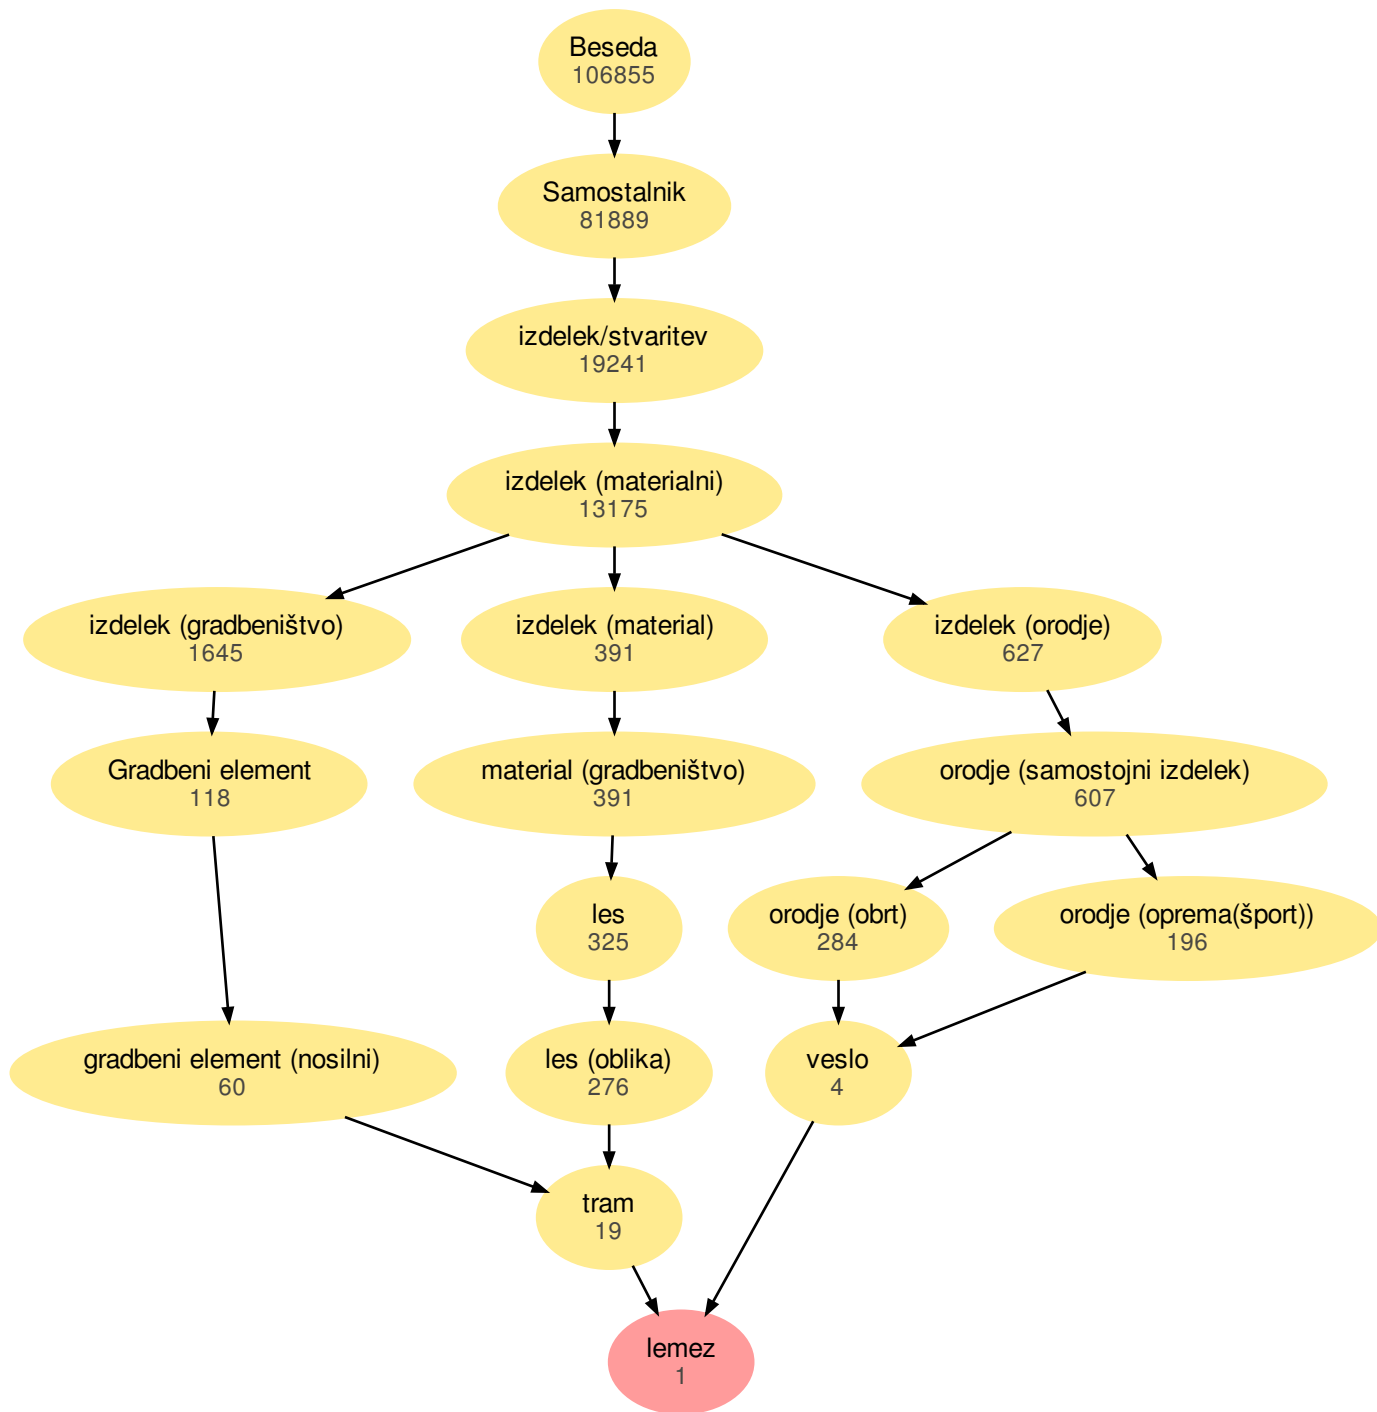 Beseda
106855
Samostalnik
81889
izdelek/stvaritev
19241
izdelek (materialni)
13175
izdelek (gradbeništvo)
1645
izdelek (material)
391
izdelek (orodje)
627
Gradbeni element
118
material (gradbeništvo)
391
orodje (samostojni izdelek)
607
les
325
orodje (obrt)
284
orodje (oprema(šport))
196
gradbeni element (nosilni)
60
les (oblika)
276
veslo
4
tram
19
lemez
1